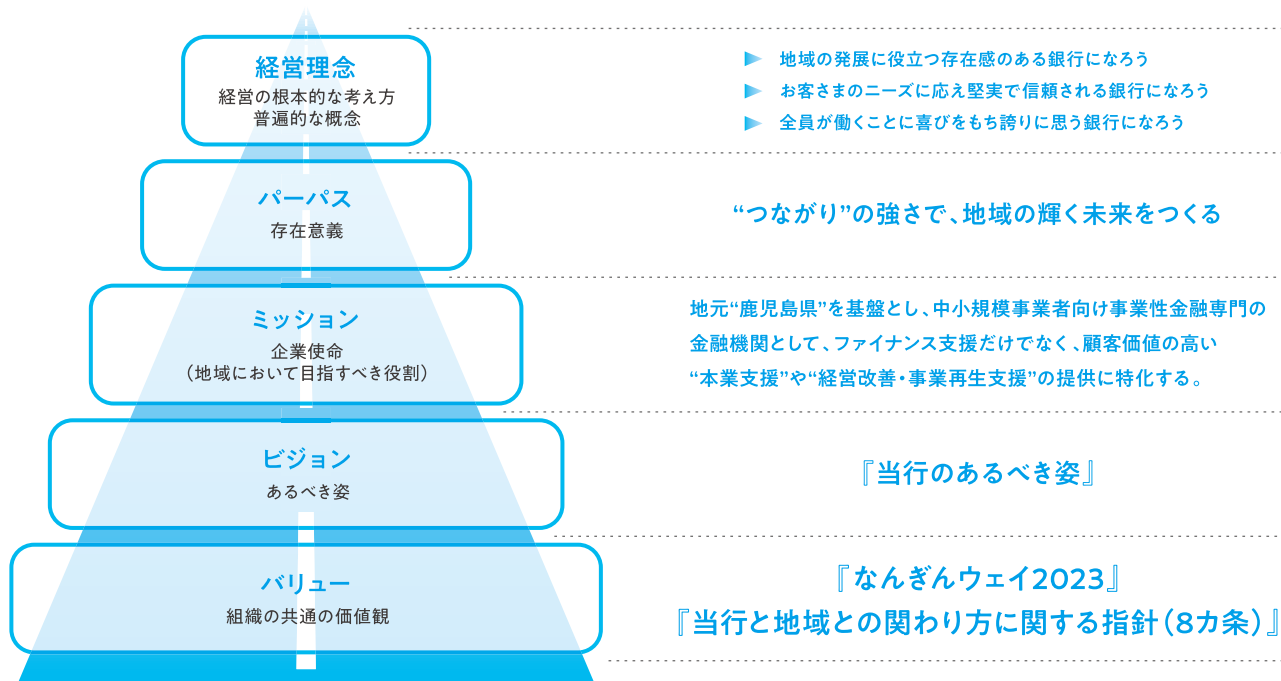 経営理念
経営の根本的な考え方
普遍的な概念
▶ 地域の発展に役立つ存在感のある銀行になろう
▶ お客さまのニーズに応え堅実で信頼される銀行になろう
▶ 全員が働くことに喜びをもち誇りに思う銀行になろう
パーパス
存在意義
“つながり”の強さで、地域の輝く未来をつくる
ミッション
企業使命
（地域において目指すべき役割）
地元“鹿児島県”を基盤とし、中小規模事業者向け事業性金融専門の
金融機関として、ファイナンス支援だけでなく、顧客価値の高い
“本業支援”や“経営改善・事業再生支援”の提供に特化する。
ビジョン
あるべき姿
『当行のあるべき姿』
バリュー
組織の共通の価値観
『なんぎんウェイ2023』
『当行と地域との関わり方に関する指針（8カ条）』